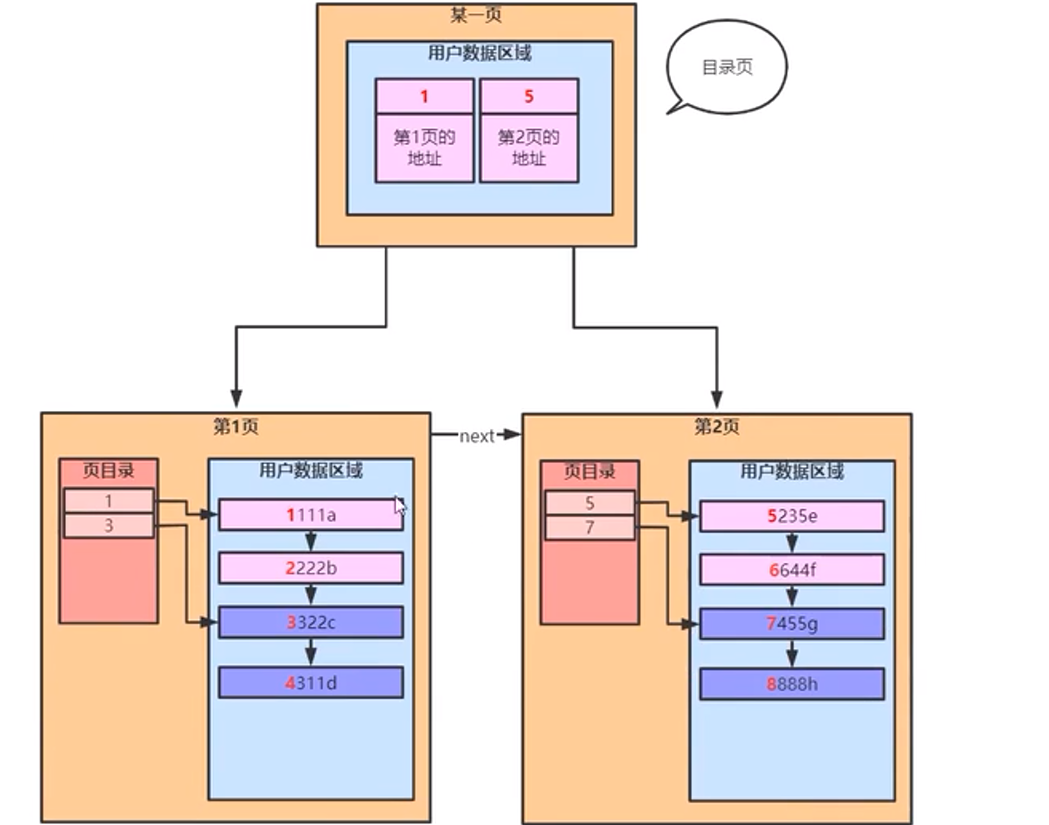 某一页
用户数据区域
目录页
1
5
第1页的
地址
第2页的
地址
第1页
next
第2页
页目录
用户数据区域
1
3
1111a
2222b
3322c
4311d
页目录
用户数据区域
5
7
5235e
6644f
7455g
8888h